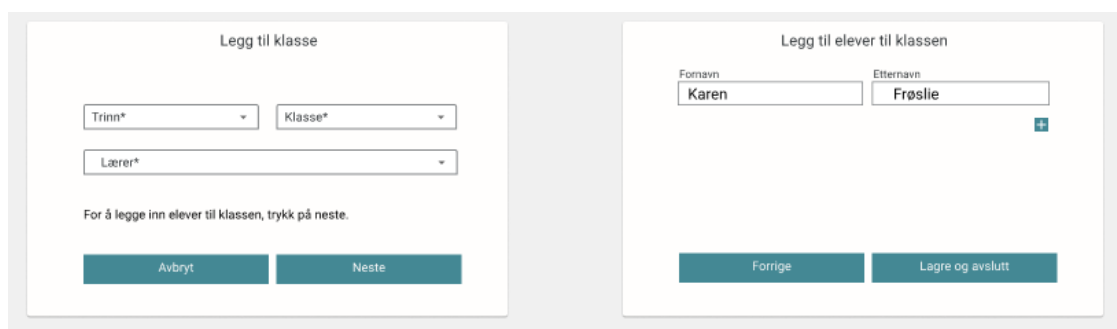 Legg til klasse
Trinn*
Klasse*
Lærer*
For å legge inn elever til klassen, trykk på neste.
Avbryt
Neste
Legg til elever til klassen
Fornavn
Etternavn
Karen
Frøslie
+
Forrige
Lagre og avslutt